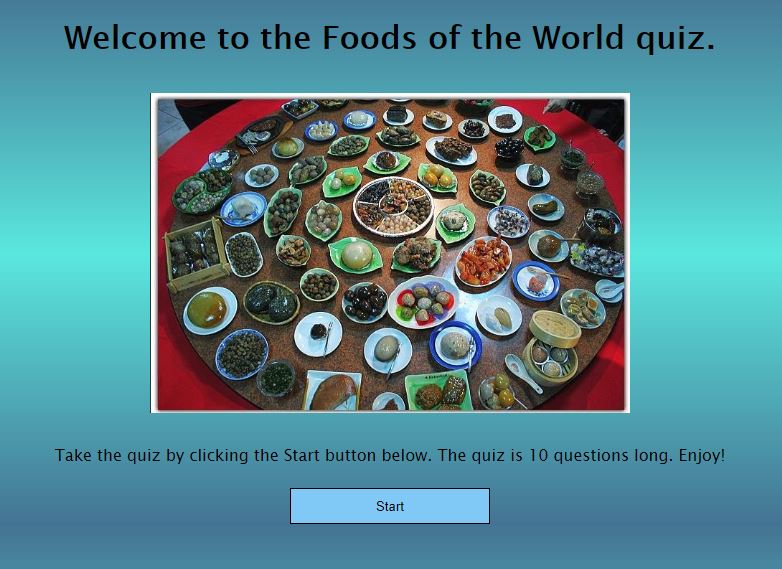 Welcome to the Foods of the World quiz.
Take the quiz by clicking the Start button below. The quiz is 10 questions long. Enjoy!
Start